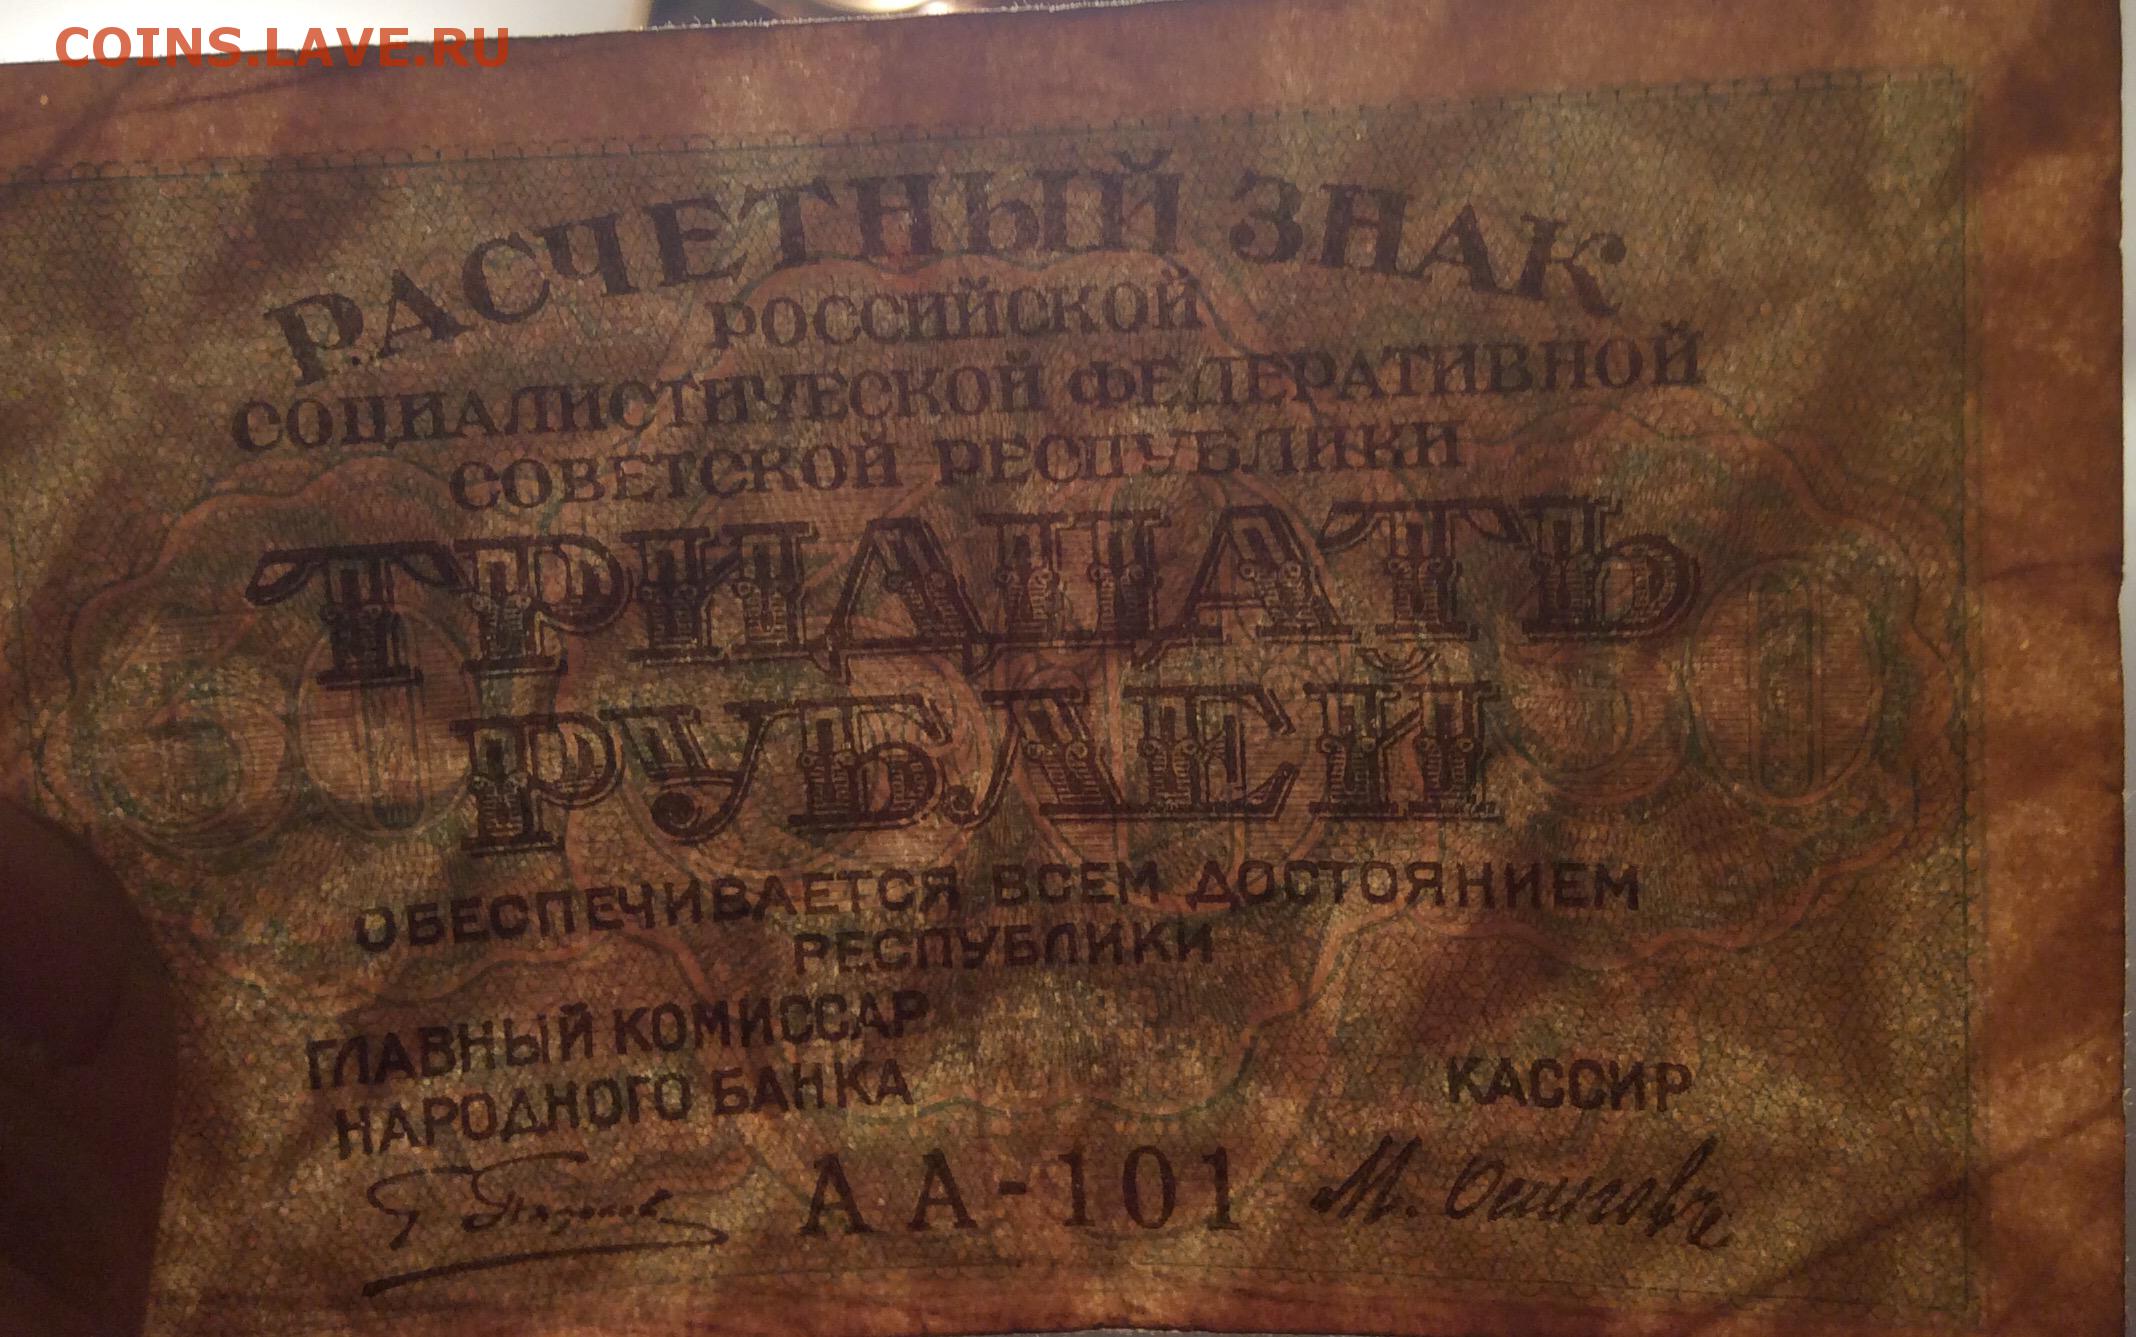 COINS.LAVE.RU
РАСЧЕТНЫЙ ЗНАК
РОССИЙСКОЙ
СОЦИАЛИСТИЧЕСКОЙ ФЕДЕРАТИВНОЙ
СОВЕТСКОЙ РЕСПУБЛИКИ
ТРИДЦАТЬ
РУБЛЕЙ
ОБЕСПЕЧИВАЕТСЯ ВСЕМ ДОСТОЯНИЕМ
РЕСПУБЛИКИ
ГЛАВНЫЙ КОМИССАР
НАРОДНОГО БАНКА
КАССИР
АА-101
М. Осиповъ